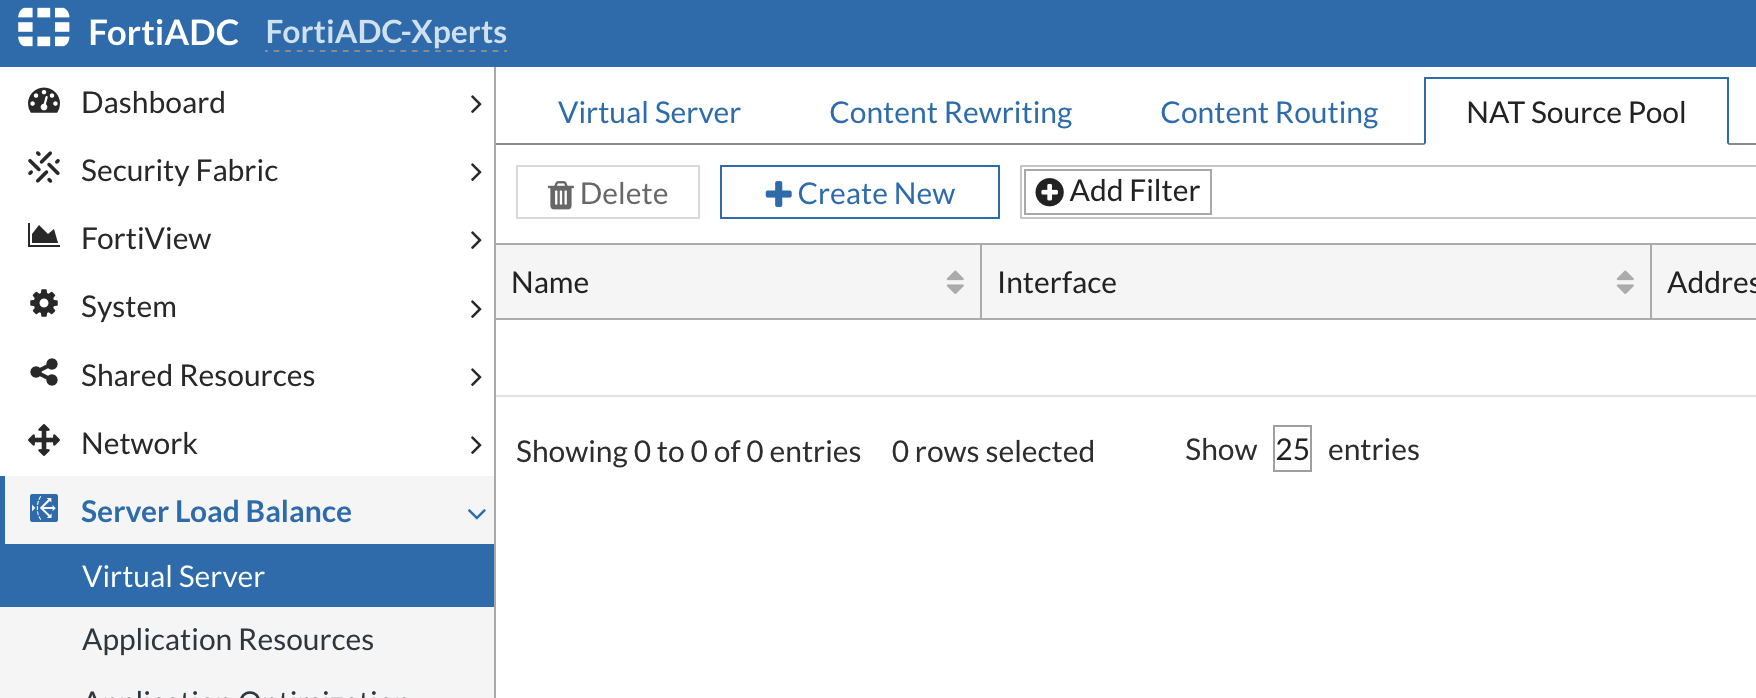 FortiADC FortiADC-Xperts
Dashboard
Security Fabric
FortiView
System
Shared Resources
Network
Server Load Balance
Virtual Server
Application Resources
Application Optimization
Virtual Server Content Rewriting Content Routing NAT Source Pool
Delete Create New Add Filter
Name Interface Addres
Showing 0 to 0 of 0 entries 0 rows selected Show 25 entries